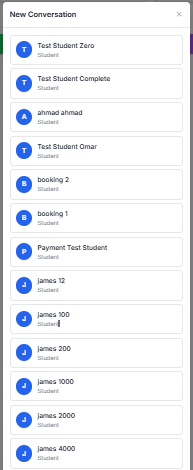 New Conversation ×
T Test Student Zero
Student
T Test Student Complete
Student
A ahmad ahmad
Student
T Test Student Omar
Student
B booking 2
Student
B booking 1
Student
P Payment Test Student
Student
J james 12
Student
J james 100
Student
J james 200
Student
J james 1000
Student
J james 2000
Student
J james 4000
Student